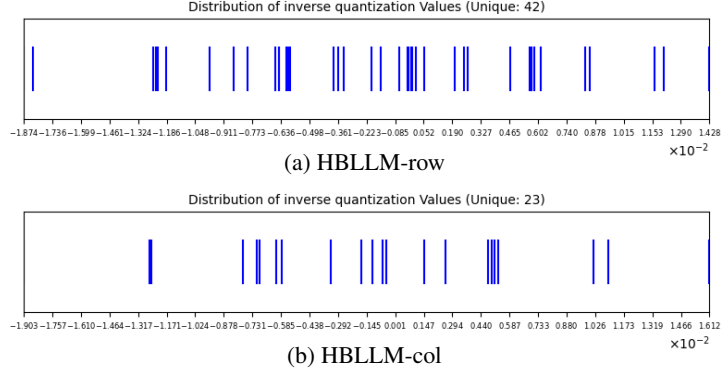 Distribution of inverse quantization Values (Unique: 42)
−1.874 −1.736 −1.599 −1.461 −1.324 −1.186 −1.048 −0.911 −0.773 −0.636 −0.498 −0.361 −0.223 −0.085 0.052 0.190 0.327 0.465 0.602 0.740 0.878 1.015 1.153 1.290 1.428
×10−2
(a) HBLLM-row
Distribution of inverse quantization Values (Unique: 23)
−1.903 −1.757 −1.610 −1.464 −1.317 −1.171 −1.024 −0.878 −0.731 −0.585 −0.438 −0.292 −0.145 0.001 0.147 0.294 0.440 0.587 0.733 0.880 1.026 1.173 1.319 1.466 1.612
×10−2
(b) HBLLM-col